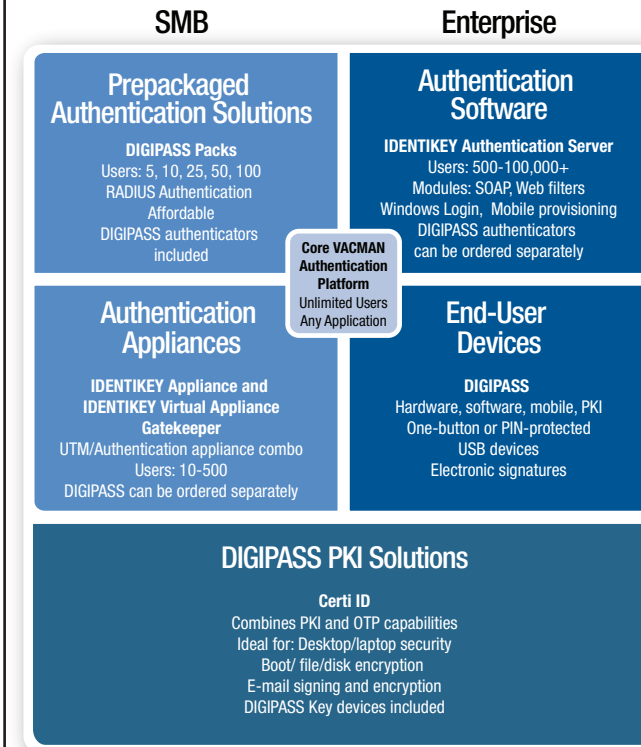 SMB
Enterprise
Prepackaged
Authentication Solutions
DIGIPASS Packs
Users: 5, 10, 25, 50, 100
RADIUS Authentication
Affordable
DIGIPASS authenticators
included
Authentication
Software
IDENTIKEY Authentication Server
Users: 500-100,000+
Modules: SOAP, Web filters
Windows Login, Mobile provisioning
DIGIPASS authenticators
can be ordered separately
Core VACMAN
Authentication
Platform
Unlimited Users
Any Application
Authentication
Appliances
IDENTIKEY Appliance and
IDENTIKEY Virtual Appliance
Gatekeeper
UTM/Authentication appliance combo
Users: 10-500
DIGIPASS can be ordered separately
End-User
Devices
DIGIPASS
Hardware, software, mobile, PKI
One-button or PIN-protected
USB devices
Electronic signatures
DIGIPASS PKI Solutions
Certi ID
Combines PKI and OTP capabilities
Ideal for: Desktop/laptop security
Boot/ file/disk encryption
E-mail signing and encryption
DIGIPASS Key devices included